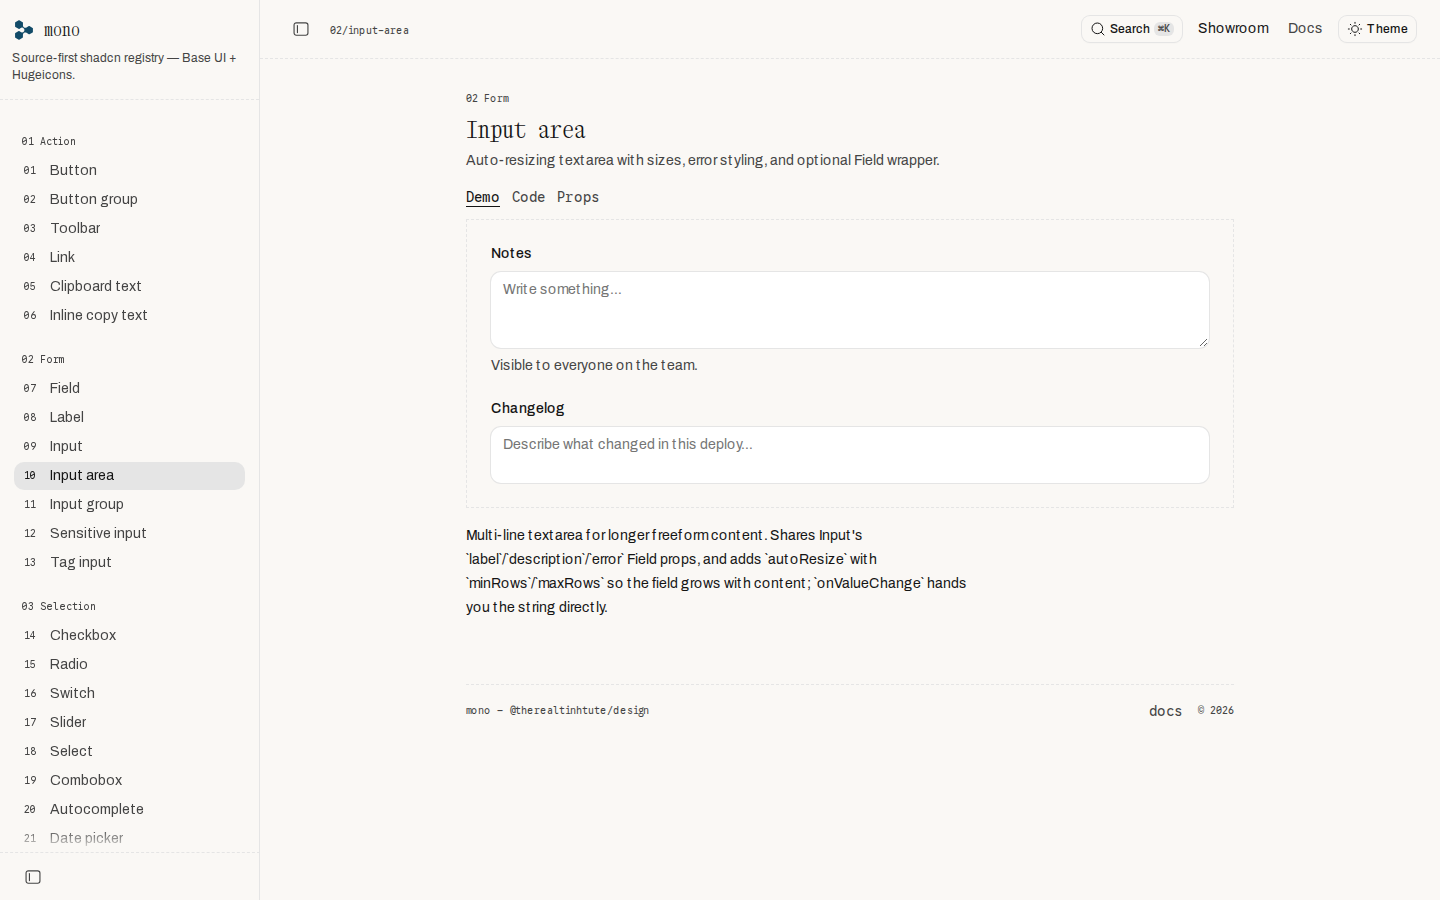 mono
Source-first shadcn registry — Base UI +
Hugeicons.
01 Action
01 Button
02 Button group
03 Toolbar
04 Link
05 Clipboard text
06 Inline copy text
02 Form
07 Field
08 Label
09 Input
10 Input area
11 Input group
12 Sensitive input
13 Tag input
03 Selection
14 Checkbox
15 Radio
16 Switch
17 Slider
18 Select
19 Combobox
20 Autocomplete
21 Date picker
02/input-area
Search ⌘K
Showroom
Docs
Theme
02 Form
Input area
Auto-resizing textarea with sizes, error styling, and optional Field wrapper.
Demo Code Props
Notes
Write something...
Visible to everyone on the team.
Changelog
Describe what changed in this deploy...
Multi-line textarea for longer freeform content. Shares Input's
`label`/`description`/`error` Field props, and adds `autoResize` with
`minRows`/`maxRows` so the field grows with content; `onValueChange` hands
you the string directly.
mono — @therealtinhtute/design
docs © 2026